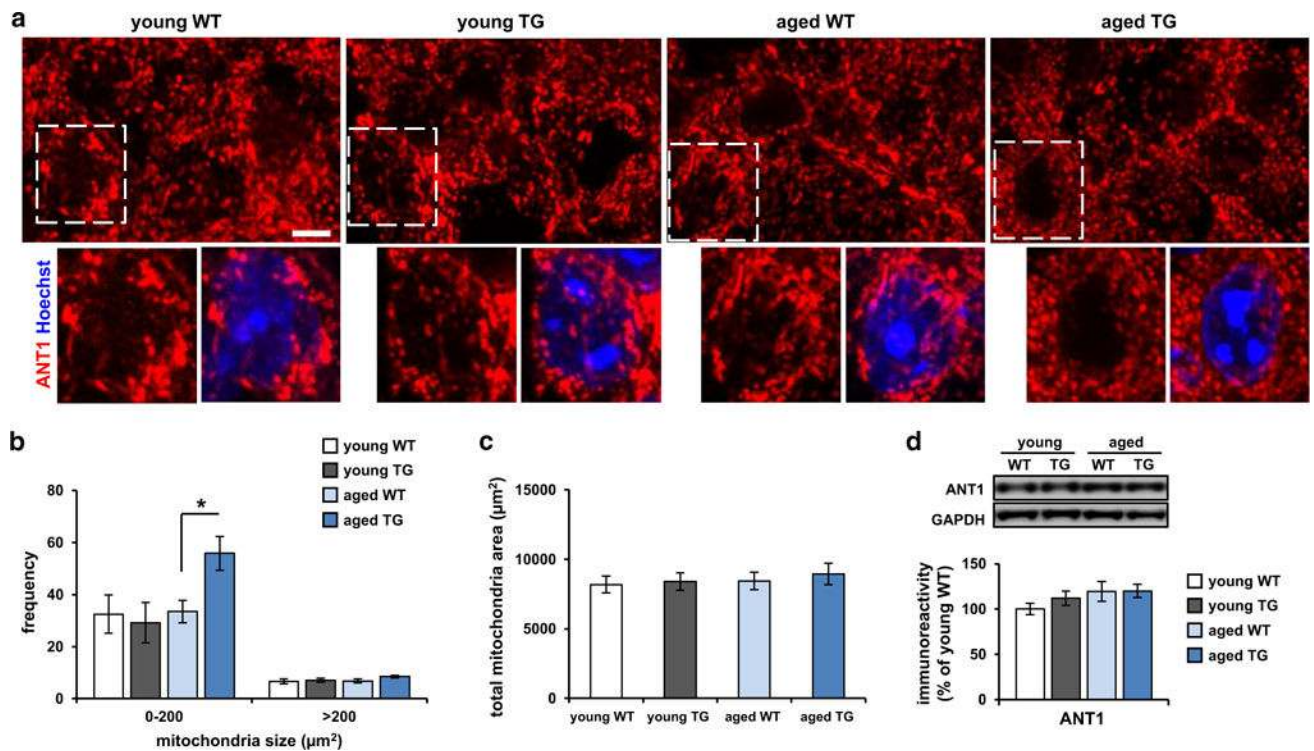 a
young WT young TG aged WT aged TG
ANT1 Hoechst
b
young WT
young TG
aged WT
aged TG
80
60
40
20
0
frequency
*
0-200 >200
mitochondria size (μm²)
c
15000
10000
5000
0
total mitochondria area (μm²)
young WT young TG aged WT aged TG
d
young aged
WT TG WT TG
ANT1
GAPDH
150
100
50
0
immunoreactivity
(% of young WT)
ANT1
young WT
young TG
aged WT
aged TG